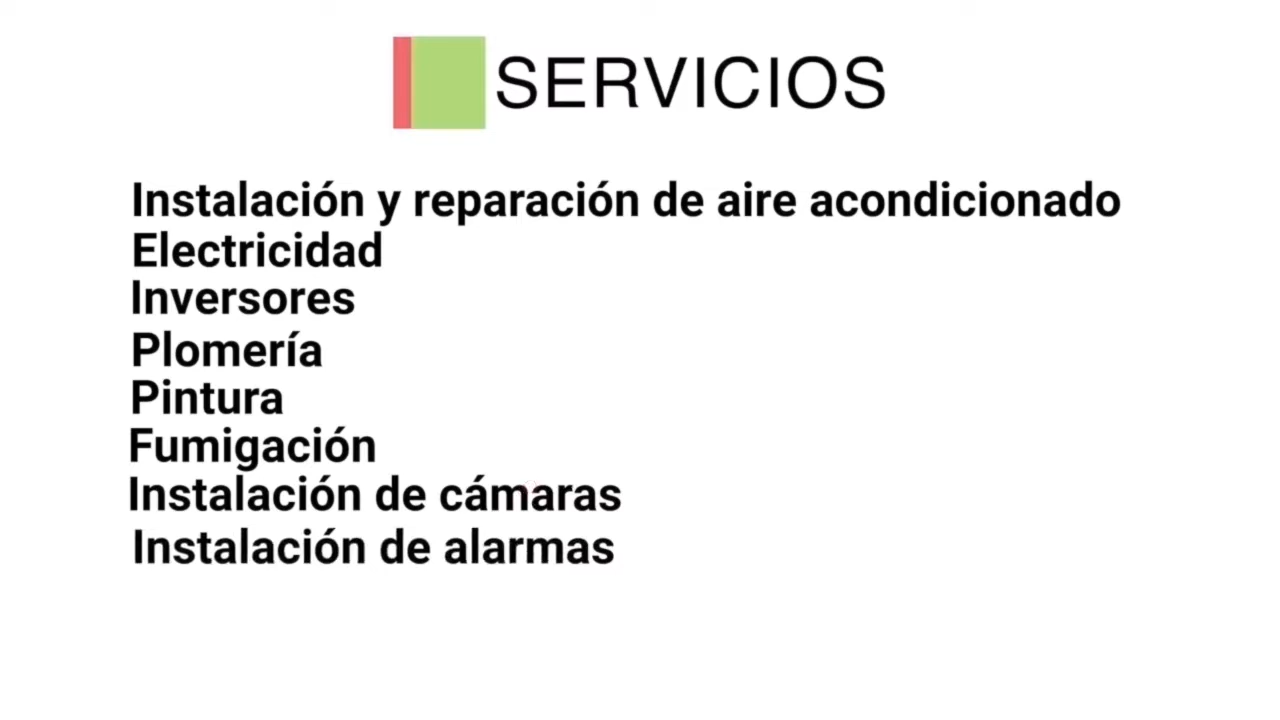 SERVICIOS
Instalación y reparación de aire acondicionado
Electricidad
Inversores
Plomería
Pintura
Fumigación
Instalación de cámaras
Instalación de alarmas